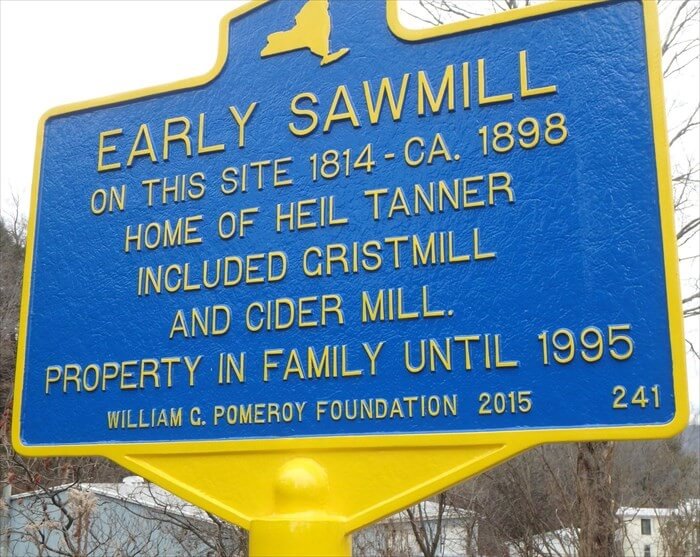 EARLY SAWMILL
ON THIS SITE 1814 - CA. 1898
HOME OF HEIL TANNER
INCLUDED GRISTMILL
AND CIDER MILL.
PROPERTY IN FAMILY UNTIL 1995
WILLIAM G. POMEROY FOUNDATION 2015 241